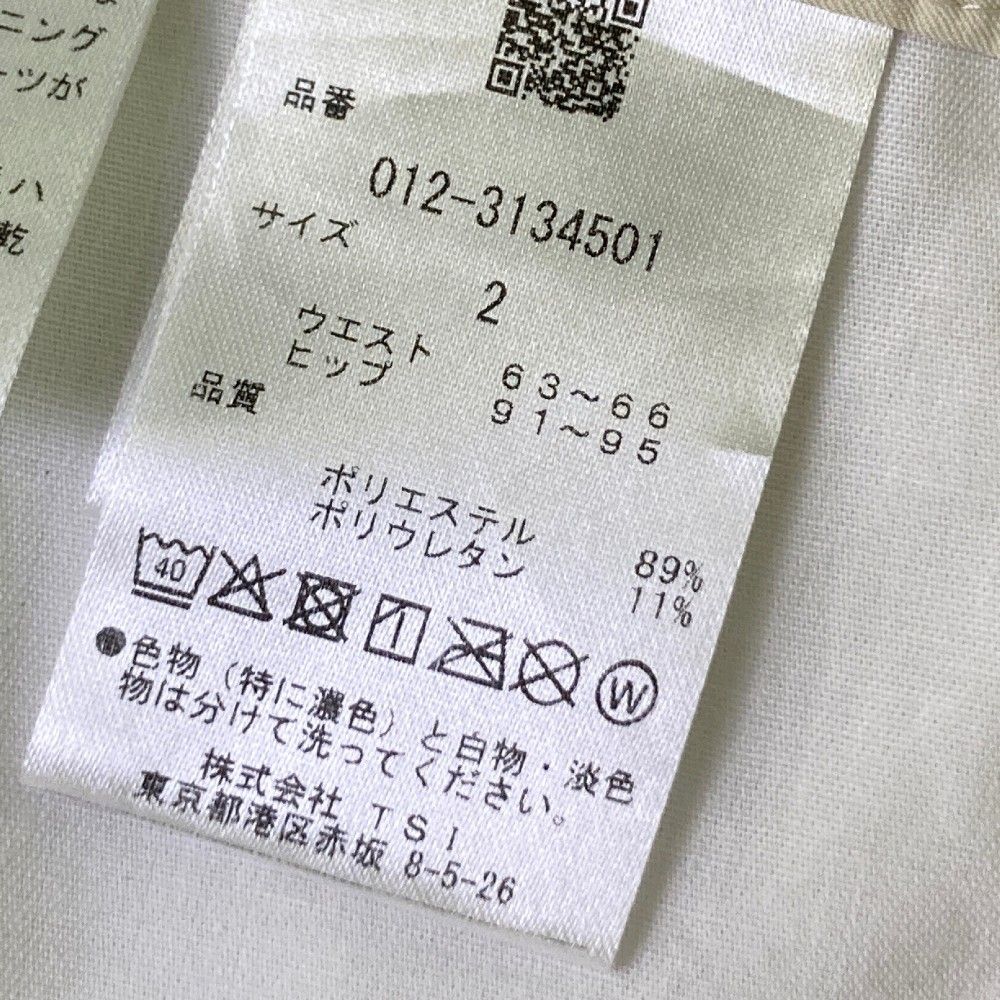 ニング
ーツが
ハ
乾
品番
012-3134501
サイズ
2
ウエスト 63～66
ヒップ 91～95
品質
ポリエステル 89%
ポリウレタン 11%
40
W
色物（特に濃色）と白物・淡色
物は分けて洗ってください。
株式会社 TSI
東京都港区赤坂 8-5-26